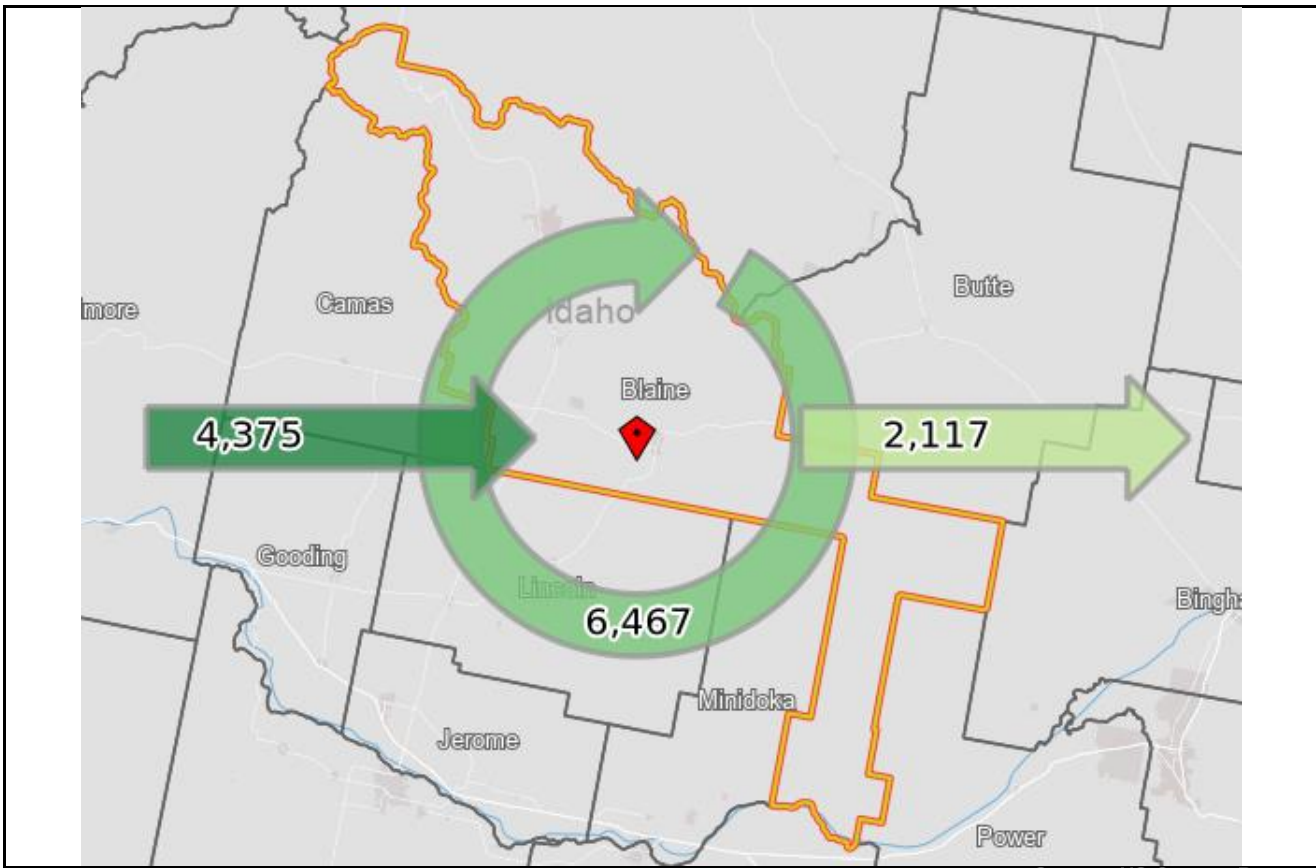 Butte
Camas
lmore
Idaho
Blaine
4,375
2,117
Gooding
Lincoln
Bingha
6,467
Minidoka
Jerome
Power